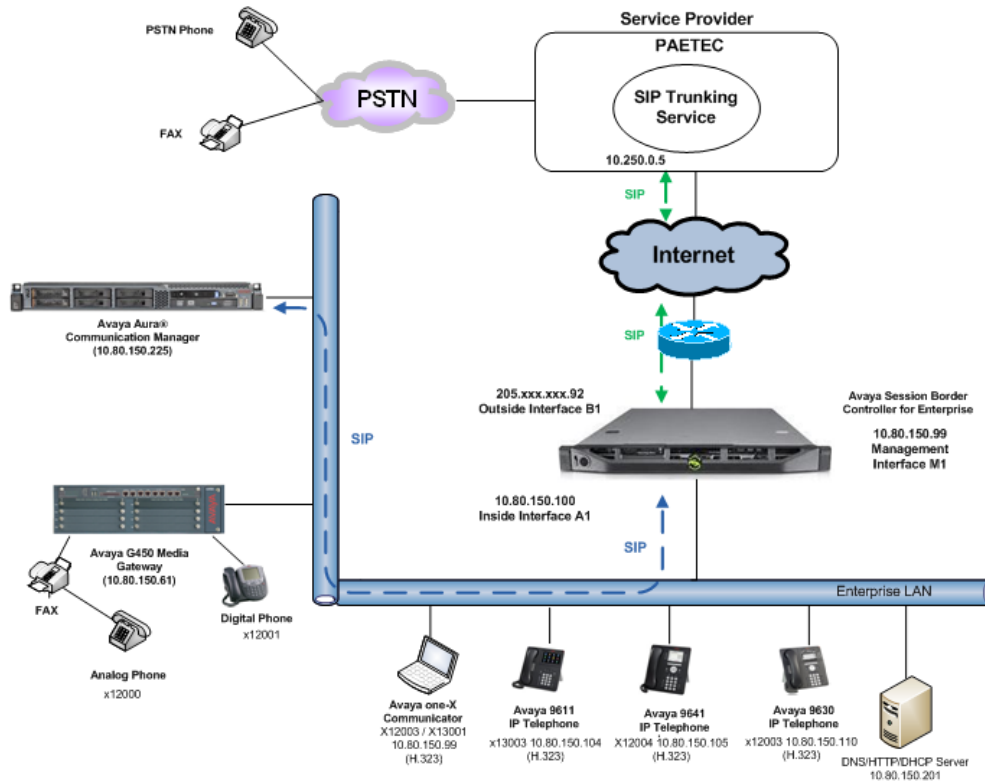 Service Provider
PAETEC
SIP Trunking
Service
10.250.0.5
PSTN Phone
PSTN
FAX
SIP
Internet
SIP
Avaya Aura®
Communication Manager
(10.80.150.225)
205.xxx.xxx.92
Outside Interface B1
Avaya Session Border
Controller for Enterprise
10.80.150.99
Management
Interface M1
SIP
10.80.150.100
Inside Interface A1
SIP
Avaya G450 Media
Gateway
(10.80.150.61)
FAX
Digital Phone
x12001
Analog Phone
x12000
Enterprise LAN
Avaya one-X
Communicator
X12003 / X13001
10.80.150.99
(H.323)
Avaya 9611
IP Telephone
x13003 10.80.150.104
(H.323)
Avaya 9641
IP Telephone
X12004 10.80.150.105
(H.323)
Avaya 9630
IP Telephone
x12003 10.80.150.110
(H.323)
DNS/HTTP/DHCP Server
10.80.150.201